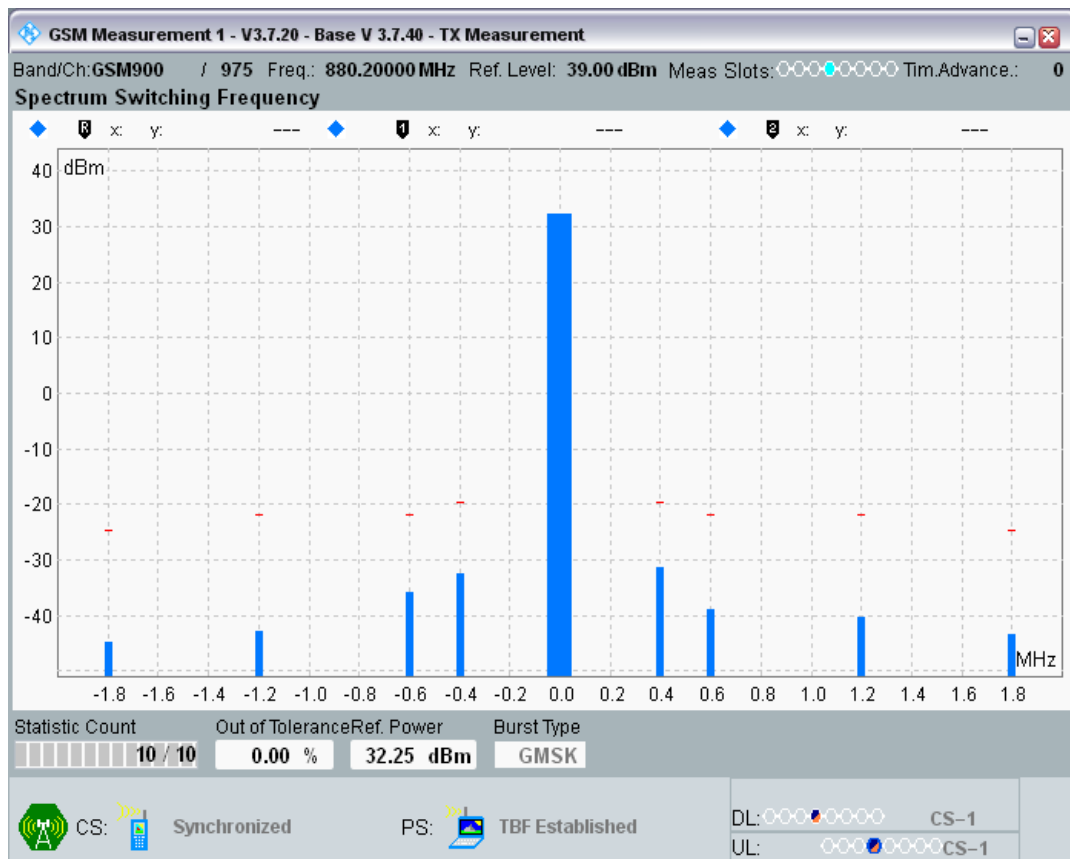 GSM Measurement 1 - V3.7.20 - Base V 3.7.40 - TX Measurement
Band/Ch:GSM900 / 975 Freq.: 880.20000 MHz Ref. Level: 39.00 dBm Meas Slots: Tim.Advance.: 0
Spectrum Switching Frequency
R x: y: --- 1 x: y: --- 2 x: y: ---
dBm
40
30
20
10
0
-10
-20
-30
-40
MHz
-1.8 -1.6 -1.4 -1.2 -1.0 -0.8 -0.6 -0.4 -0.2 0.0 0.2 0.4 0.6 0.8 1.0 1.2 1.4 1.6 1.8
Statistic Count Out of Tolerance Ref. Power Burst Type
10 / 10 0.00 % 32.25 dBm GMSK
CS: Synchronized PS: TBF Established
DL: CS-1
UL: CS-1